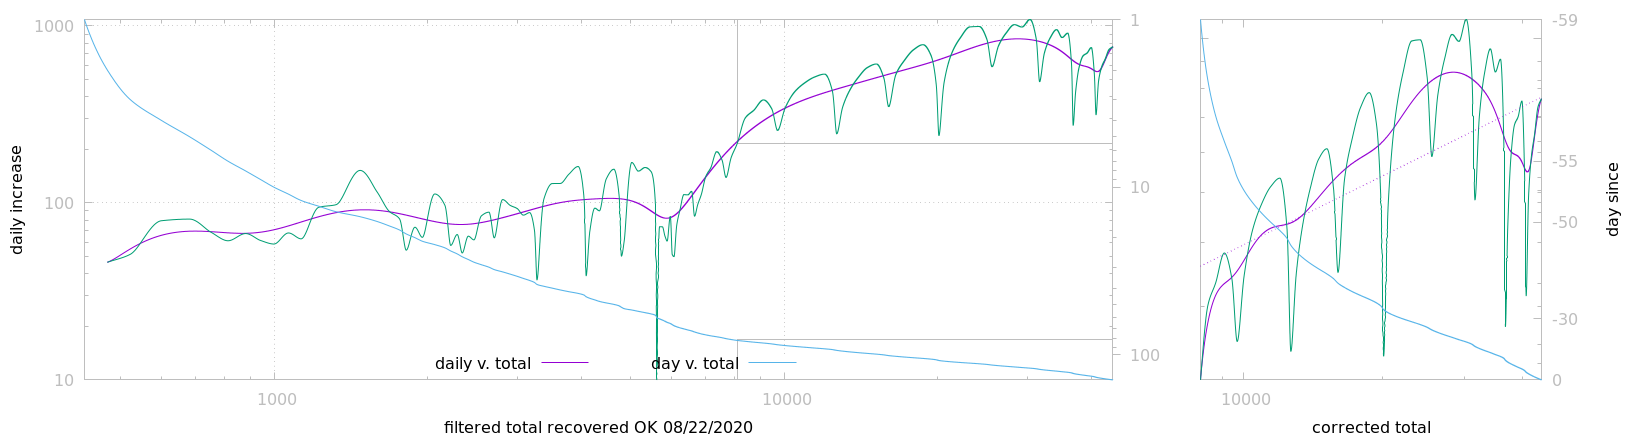 1000
100
10
daily increase
1000
10000
1
10
100
daily v. total
day v. total
filtered total recovered OK 08/22/2020
-59
-55
-50
-30
0
day since
10000
corrected total